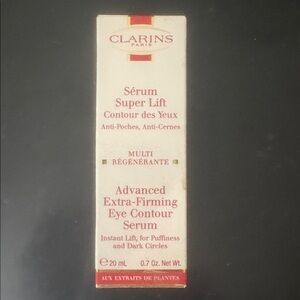 CLARINS
PARIS
Sérum
Super Lift
Contour des Yeux
Anti-Poches, Anti-Cernes
MULTI
RÉGÉNÉRANTE
Advanced
Extra-Firming
Eye Contour
Serum
Instant Lift, for Puffiness
and Dark Circles
℮ 20 mL 0.7 Oz. Net Wt.
AUX EXTRAITS DE PLANTES